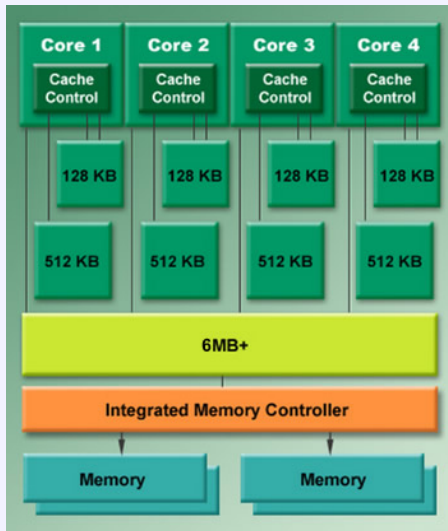 Core 1 Core 2 Core 3 Core 4
Cache Control Cache Control Cache Control Cache Control
128 KB 128 KB 128 KB 128 KB
512 KB 512 KB 512 KB 512 KB
6MB+
Integrated Memory Controller
Memory Memory